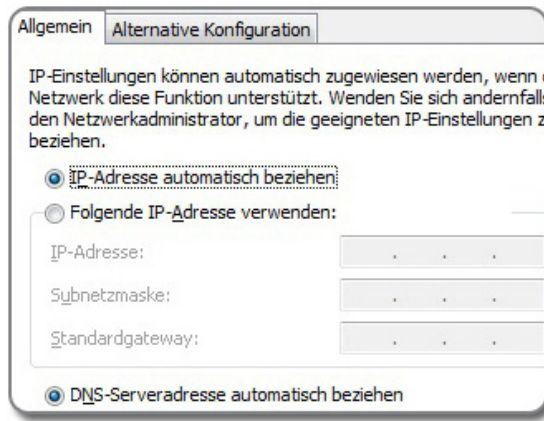 Allgemein
Alternative Konfiguration
IP-Einstellungen können automatisch zugewiesen werden, wenn
Netzwerk diese Funktion unterstützt. Wenden Sie sich andernfalls
den Netzwerkadministrator, um die geeigneten IP-Einstellungen z
beziehen.
IP-Adresse automatisch beziehen
Folgende IP-Adresse verwenden:
IP-Adresse:
Subnetzmaske:
Standardgateway:
DNS-Serveradresse automatisch beziehen